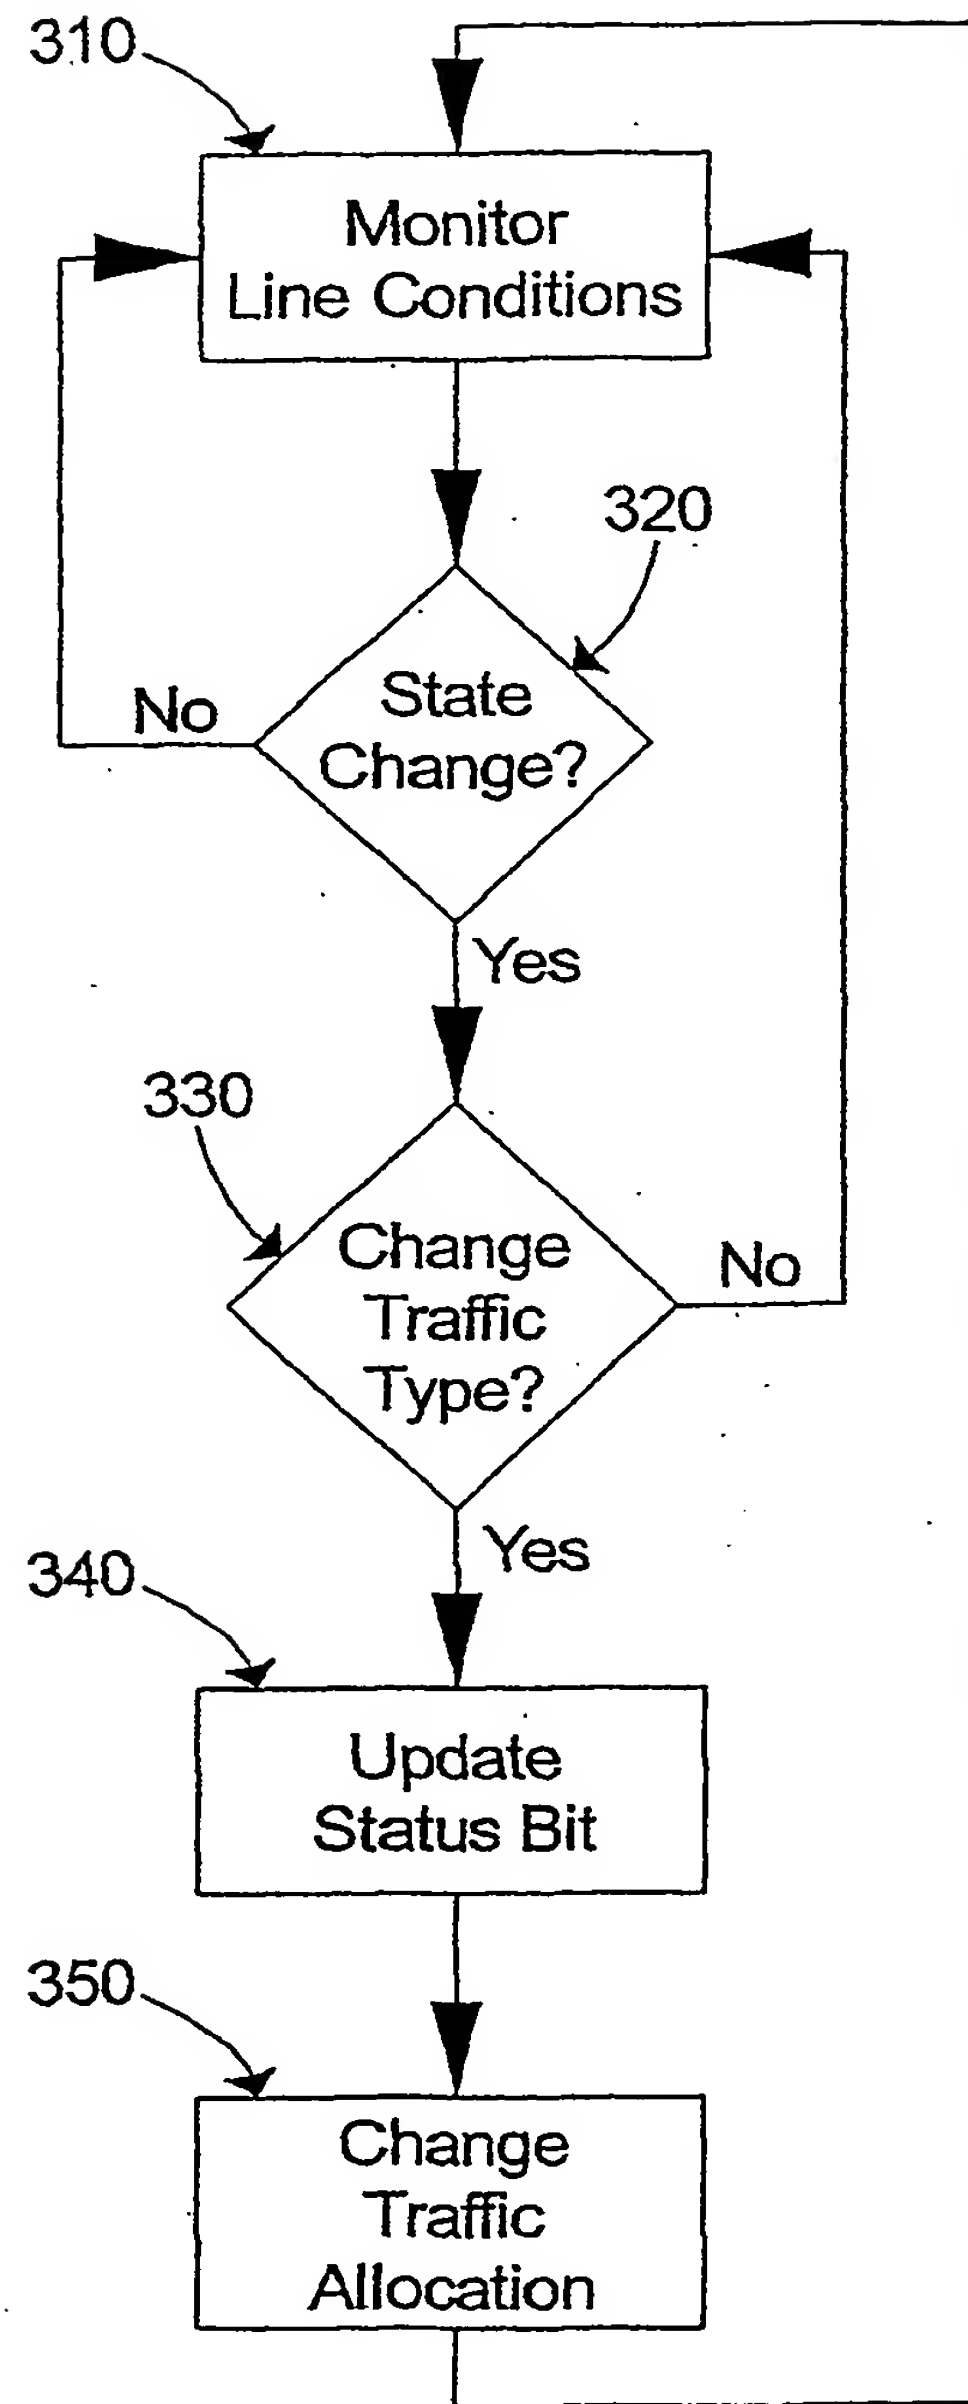 310
Monitor
Line Conditions
320
State
Change?
No
Yes
330
Change
Traffic
Type?
No
Yes
340
Update
Status Bit
350
Change
Traffic
Allocation